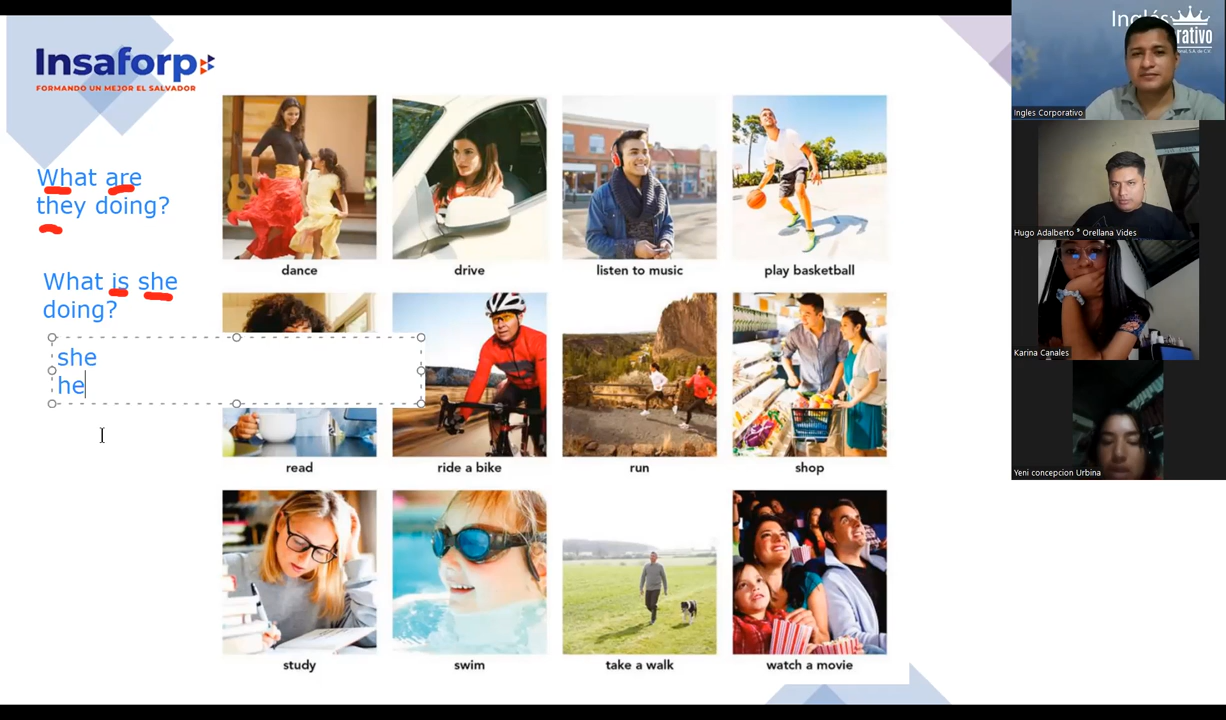 Insaforp
FORMANDO UN MEJOR EL SALVADOR
What are
they doing?
What is she
doing?
she
he
dance
drive
listen to music
play basketball
read
ride a bike
run
shop
study
swim
take a walk
watch a movie
Ingles Corporativo
Hugo Adalberto * Orellana Vides
Karina Canales
Yeni concepcion Urbina